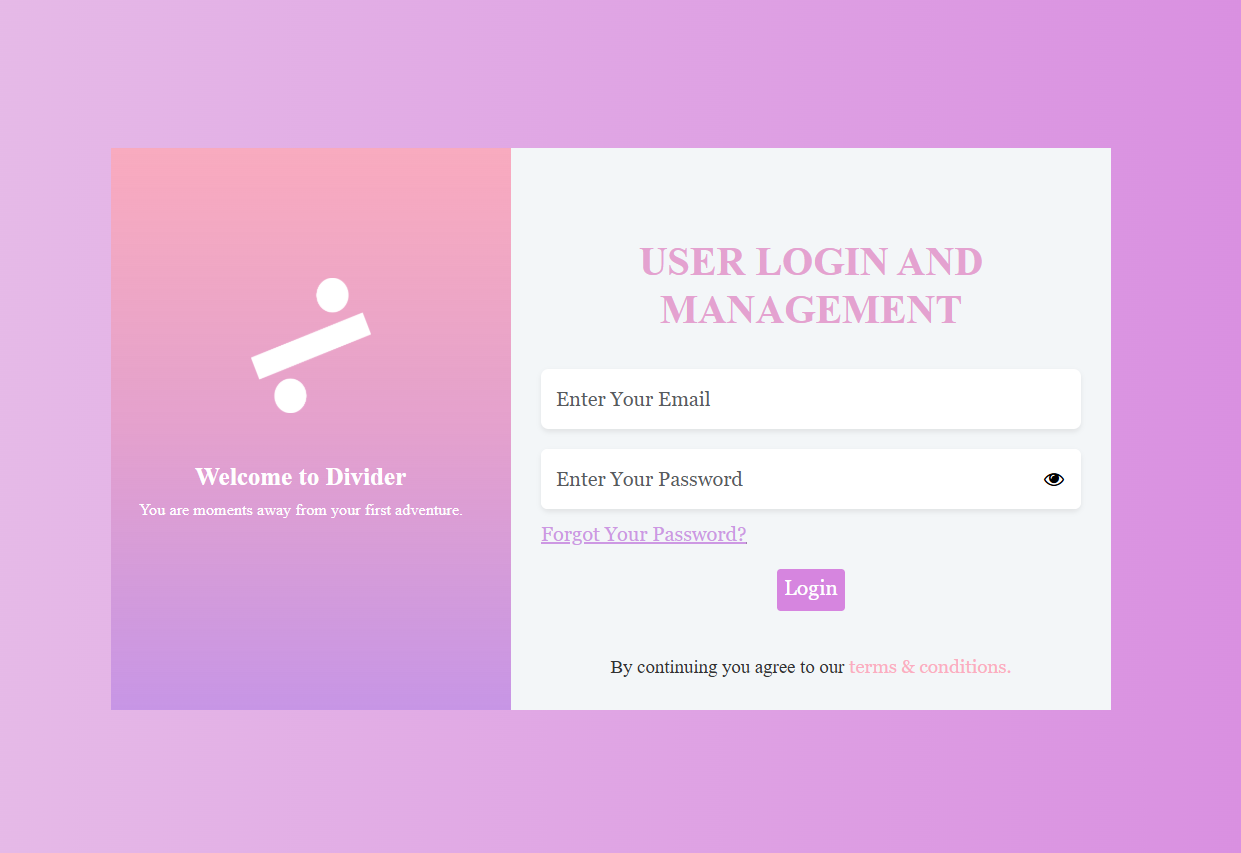 Welcome to Divider
You are moments away from your first adventure.
USER LOGIN AND
MANAGEMENT
Enter Your Email
Enter Your Password
Forgot Your Password?
Login
By continuing you agree to our terms & conditions.